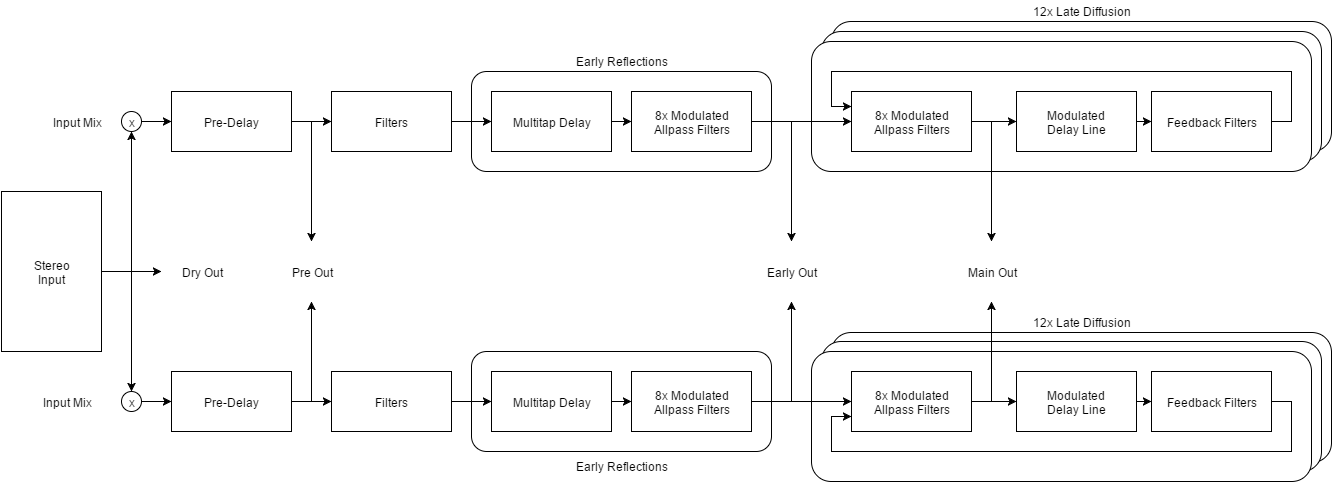 12x Late Diffusion
Early Reflections
Input Mix
x
Pre-Delay
Filters
Multitap Delay
8x Modulated
Allpass Filters
8x Modulated
Allpass Filters
Modulated
Delay Line
Feedback Filters
Stereo
Input
Dry Out
Pre Out
Early Out
Main Out
12x Late Diffusion
Input Mix
x
Pre-Delay
Filters
Multitap Delay
8x Modulated
Allpass Filters
8x Modulated
Allpass Filters
Modulated
Delay Line
Feedback Filters
Early Reflections